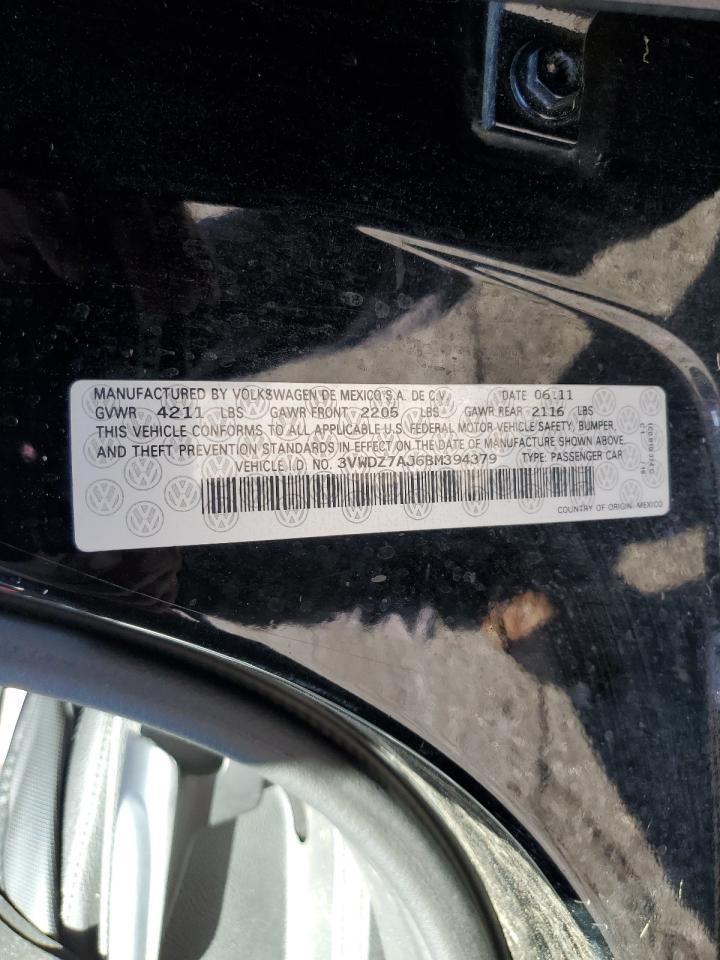 MANUFACTURED BY VOLKSWAGEN DE MEXICO S.A. DE C.V. DATE 06.11
GVWR 4211 LBS GAWR FRONT 2205 LBS GAWR REAR 2116 LBS
THIS VEHICLE CONFORMS TO ALL APPLICABLE U.S. FEDERAL MOTOR VEHICLE SAFETY, BUMPER,
AND THEFT PREVENTION STANDARDS IN EFFECT ON THE DATE OF MANUFACTURE SHOWN ABOVE.
VEHICLE I.D. NO. 3VWDZ7AJ6BM394379 TYPE: PASSENGER CAR
COUNTRY OF ORIGIN: MEXICO